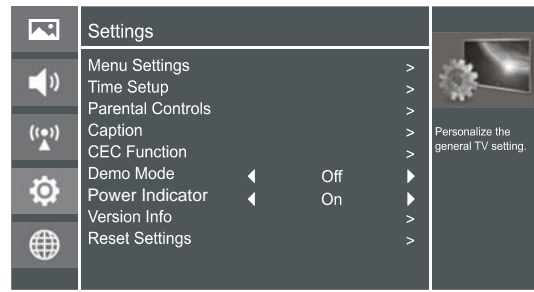 Settings
Menu Settings >
Time Setup >
Parental Controls >
Caption >
CEC Function >
Demo Mode Off
Power Indicator On
Version Info >
Reset Settings >
Personalize the
general TV setting.